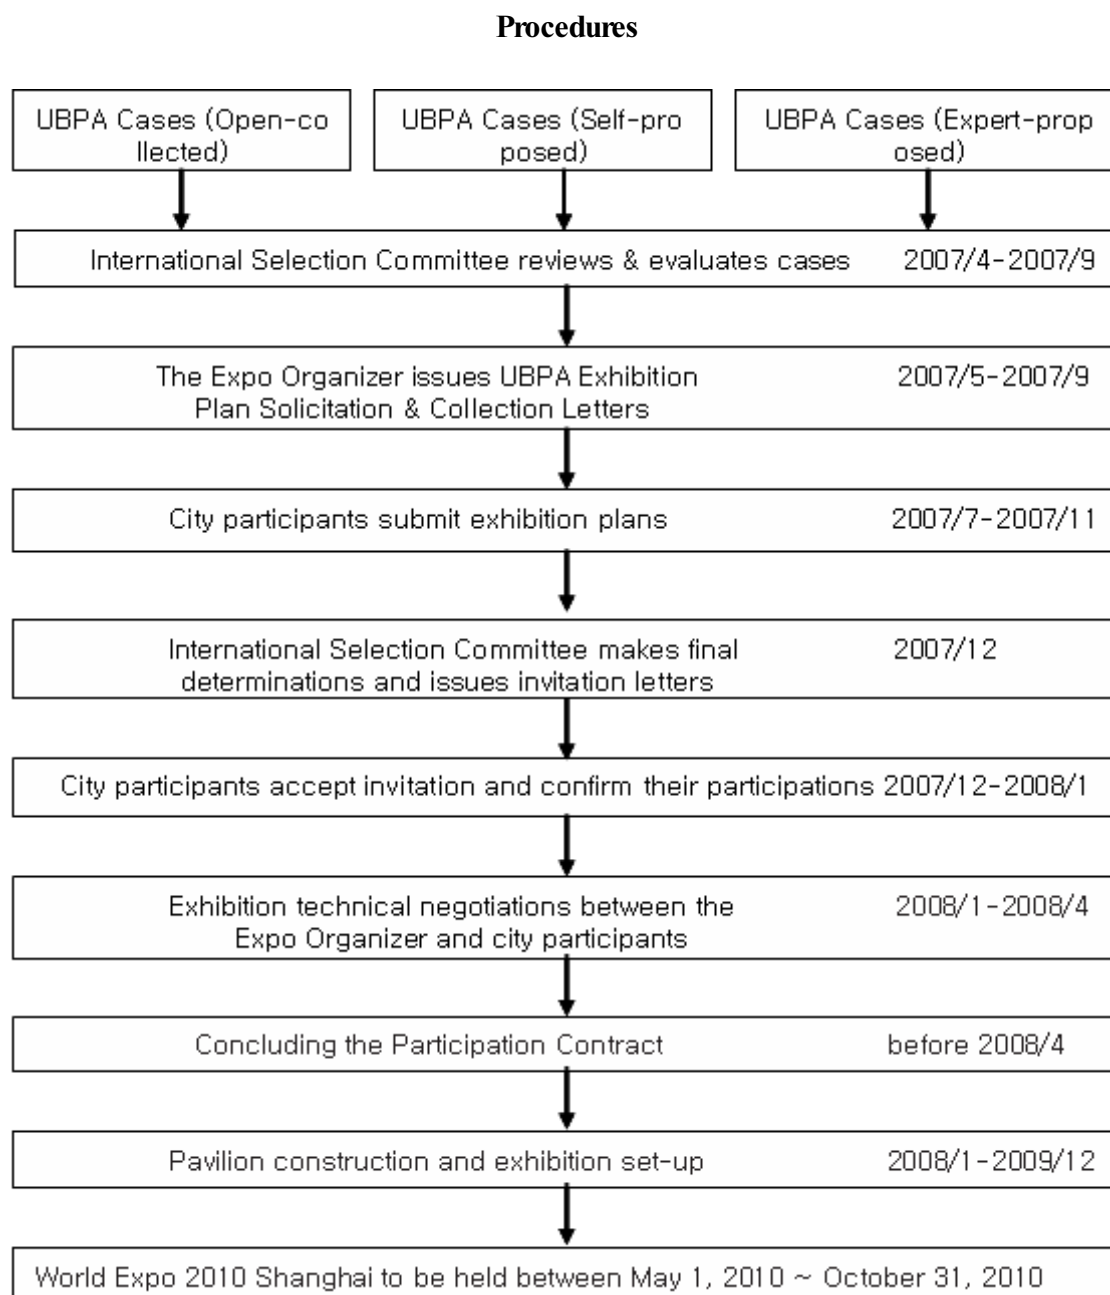 Procedures
UBPA Cases (Open-co
llected)
UBPA Cases (Self-pro
posed)
UBPA Cases (Expert-prop
osed)
International Selection Committee reviews & evaluates cases 2007/4-2007/9
The Expo Organizer issues UBPA Exhibition 2007/5-2007/9
Plan Solicitation & Collection Letters
City participants submit exhibition plans 2007/7-2007/11
International Selection Committee makes final 2007/12
determinations and issues invitation letters
City participants accept invitation and confirm their participations 2007/12-2008/1
Exhibition technical negotiations between the 2008/1-2008/4
Expo Organizer and city participants
Concluding the Participation Contract before 2008/4
Pavilion construction and exhibition set-up 2008/1-2009/12
World Expo 2010 Shanghai to be held between May 1, 2010 ~ October 31, 2010